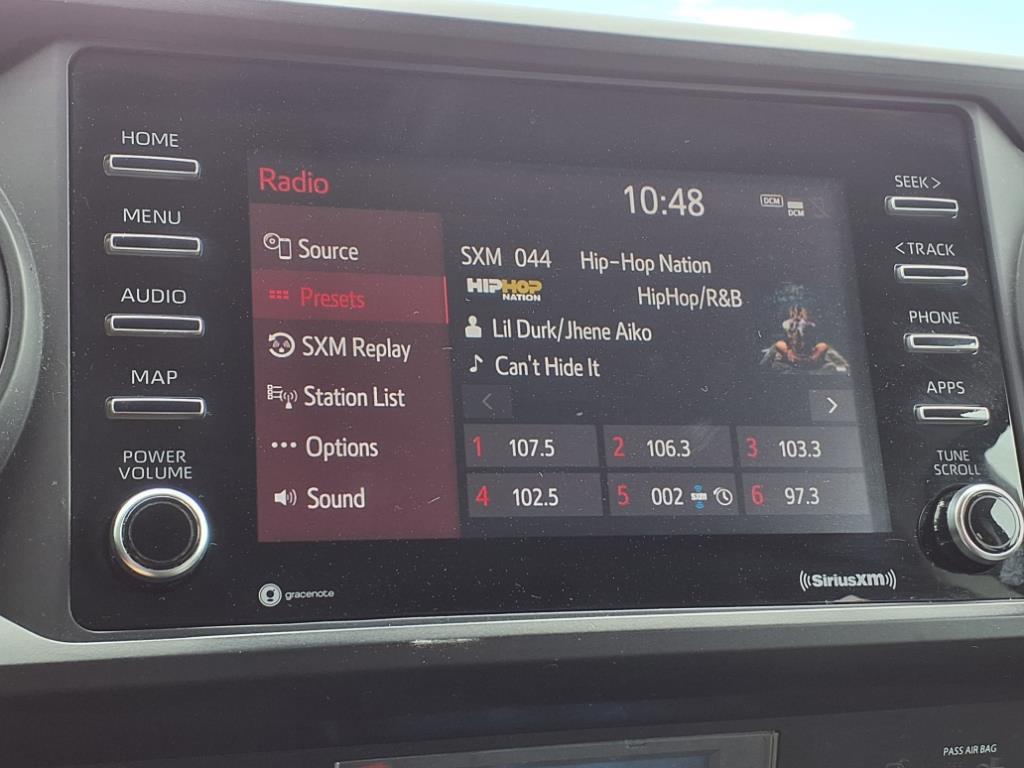 HOME
MENU
AUDIO
MAP
POWER
VOLUME
Radio
10:48
DCM
DCM
Source
Presets
SXM Replay
Station List
Options
Sound
SXM 044 Hip-Hop Nation
HIPHOP
NATION
HipHop/R&B
Lil Durk/Jhene Aiko
Can't Hide It
<
>
1 107.5 2 106.3 3 103.3
4 102.5 5 002 SXM 6 97.3
SEEK >
< TRACK
PHONE
APPS
TUNE
SCROLL
gracenote
((SiriusXM))
PASS AIR BAG